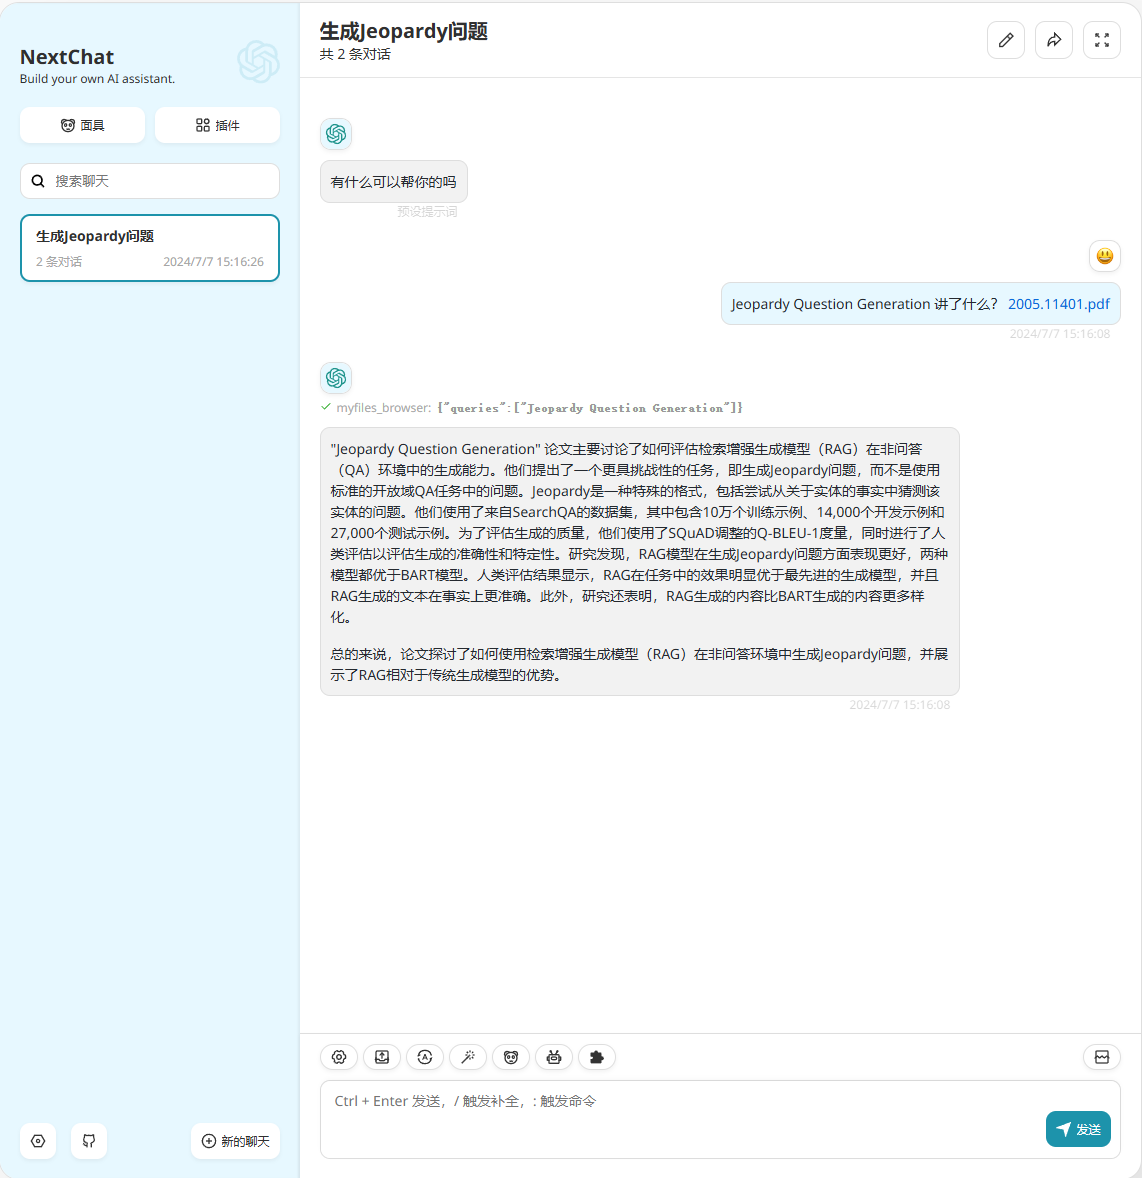 NextChat
Build your own AI assistant.
面具
插件
搜索聊天
生成Jeopardy问题
2 条对话
2024/7/7 15:16:26
新的聊天
生成Jeopardy问题
共 2 条对话
有什么可以帮你的吗
预设提示词
Jeopardy Question Generation 讲了什么? 2005.11401.pdf
2024/7/7 15:16:08
myfiles_browser: {"queries":["Jeopardy Question Generation"]}
"Jeopardy Question Generation" 论文主要讨论了如何评估检索增强生成模型（RAG）在非问答
（QA）环境中的生成能力。他们提出了一个更具挑战性的任务，即生成Jeopardy问题，而不是使用
标准的开放域QA任务中的问题。Jeopardy是一种特殊的格式，包括尝试从关于实体的事实中猜测该
实体的问题。他们使用了来自SearchQA的数据集，其中包含10万个训练示例、14,000个开发示例和
27,000个测试示例。为了评估生成的质量，他们使用了SQuAD调整的Q-BLEU-1度量，同时进行了人
类评估以评估生成的准确性和特定性。研究发现，RAG模型在生成Jeopardy问题方面表现更好，两种
模型都优于BART模型。人类评估结果显示，RAG在任务中的效果明显优于最先进的生成模型，并且
RAG生成的文本在事实上更准确。此外，研究还表明，RAG生成的内容比BART生成的内容更多样
化。
总的来说，论文探讨了如何使用检索增强生成模型（RAG）在非问答环境中生成Jeopardy问题，并展
示了RAG相对于传统生成模型的优势。
2024/7/7 15:16:08
Ctrl + Enter 发送，/ 触发补全，: 触发命令
发送